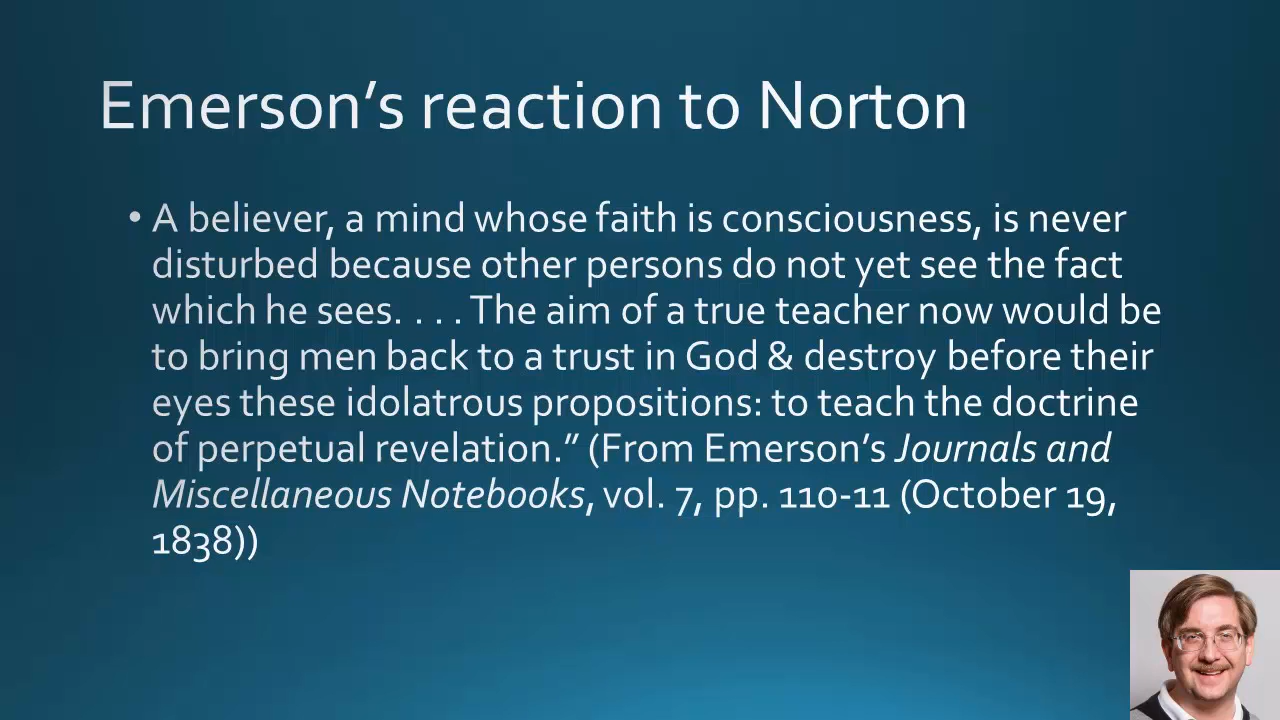 Emerson’s reaction to Norton
• A believer, a mind whose faith is consciousness, is never
disturbed because other persons do not yet see the fact
which he sees. . . . The aim of a true teacher now would be
to bring men back to a trust in God & destroy before their
eyes these idolatrous propositions: to teach the doctrine
of perpetual revelation.” (From Emerson’s Journals and
Miscellaneous Notebooks, vol. 7, pp. 110-11 (October 19,
1838))